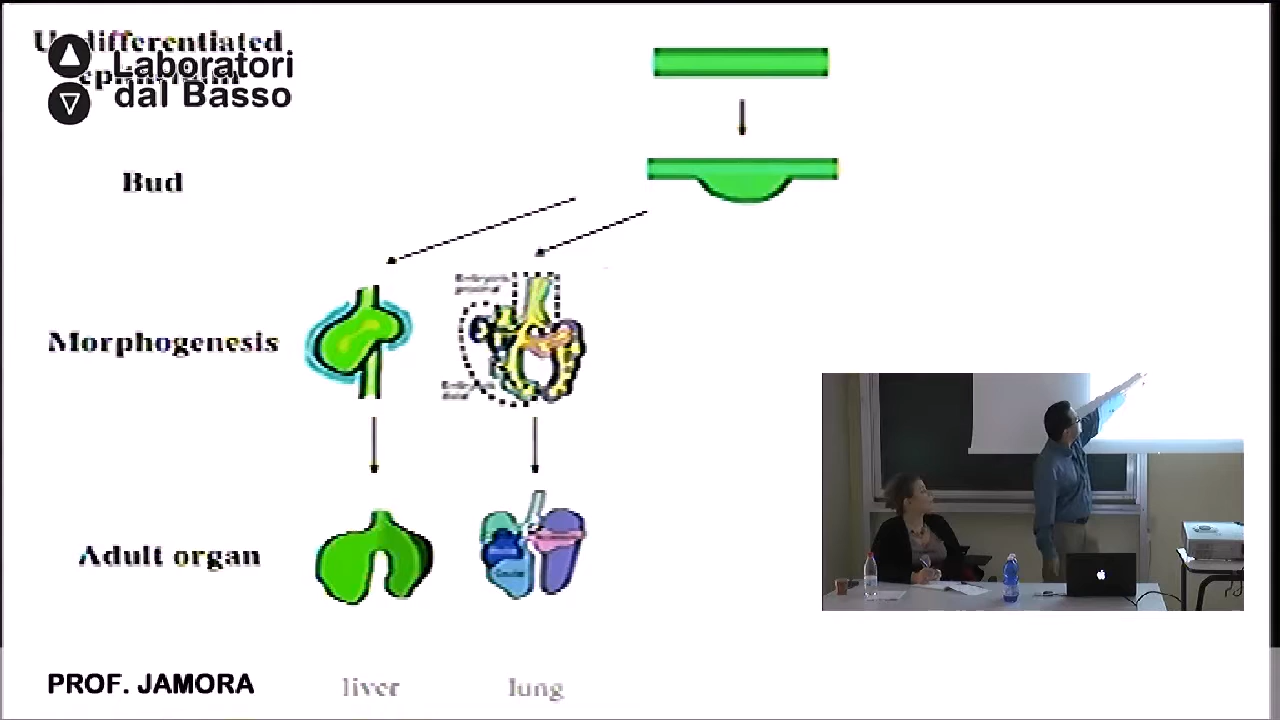 Undifferentiated
epithelium
Laboratori
dal Basso
Bud
Morphogenesis
Adult organ
PROF. JAMORA
liver
lung